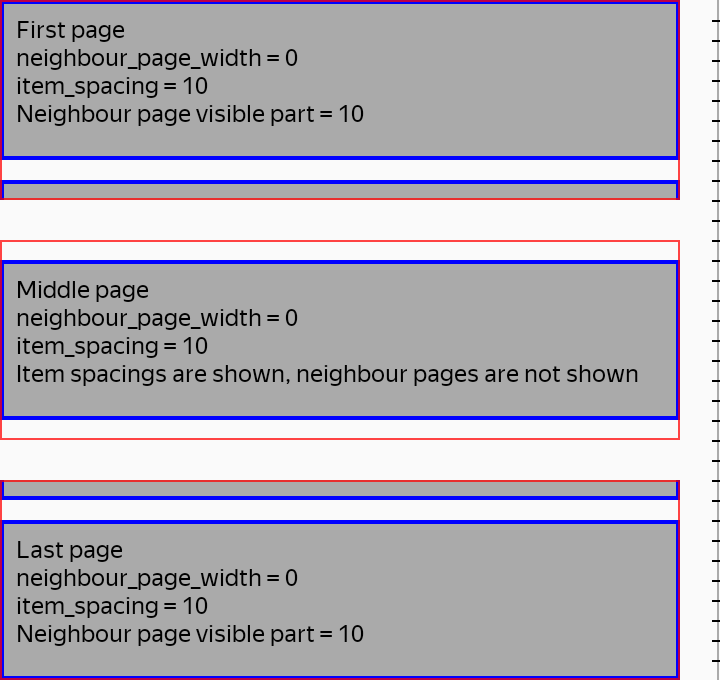 First page
neighbour_page_width = 0
item_spacing = 10
Neighbour page visible part = 10
Middle page
neighbour_page_width = 0
item_spacing = 10
Item spacings are shown, neighbour pages are not shown
Last page
neighbour_page_width = 0
item_spacing = 10
Neighbour page visible part = 10